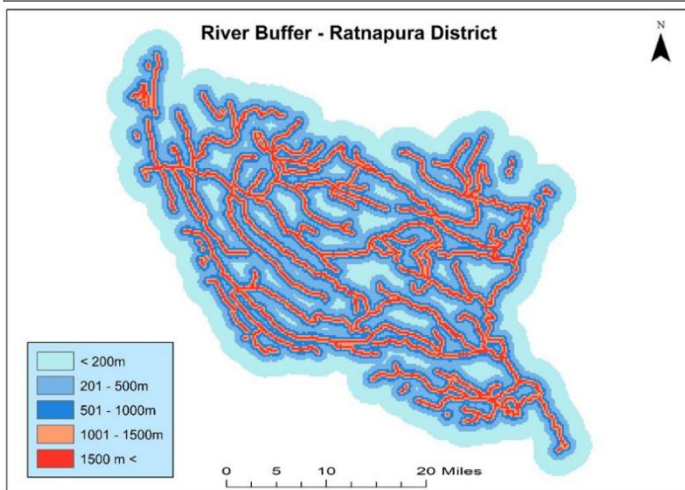 River Buffer - Ratnapura District
N
< 200m
201 - 500m
501 - 1000m
1001 - 1500m
1500 m <
0 5 10 20 Miles